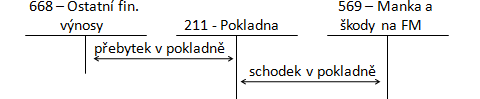 668 – Ostatní fin.
výnosy
211 - Pokladna
569 – Manka a
škody na FM
přebytek v pokladně
schodek v pokladně